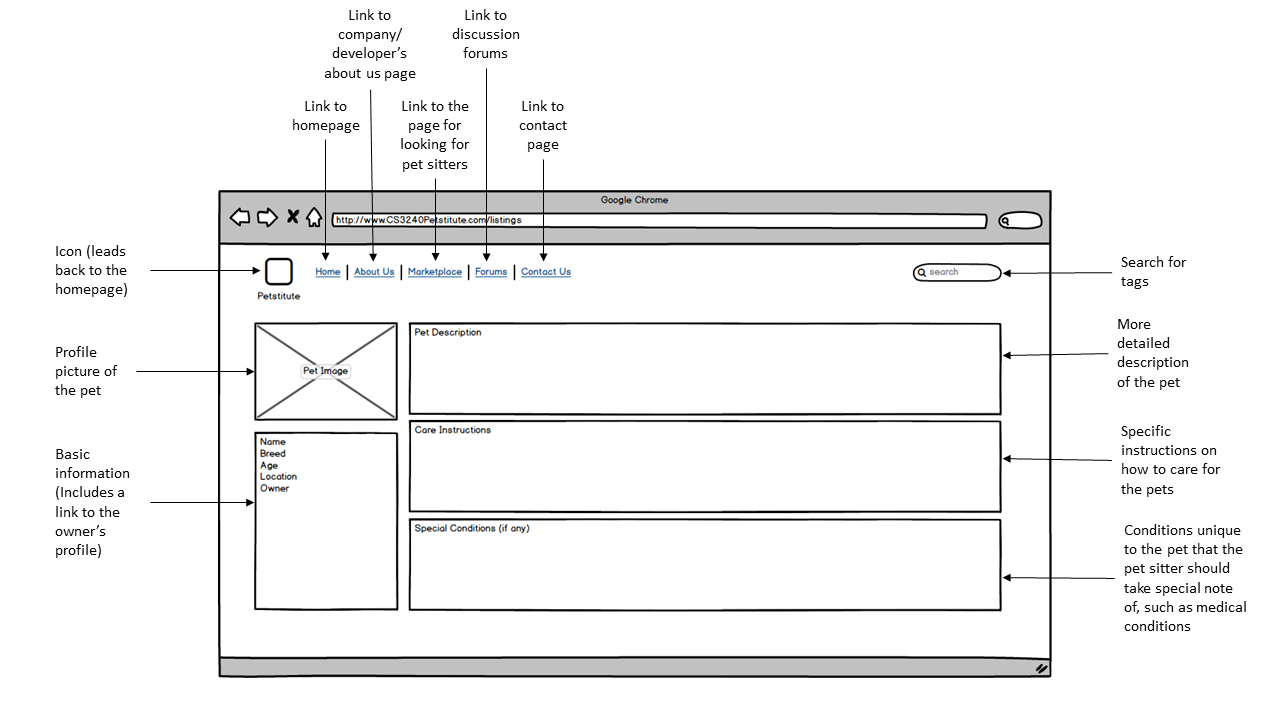 Link to
company/
developer's
about us page
Link to
discussion
forums
Link to
homepage
Link to the
page for
looking for
pet sitters
Link to
contact
page
Google Chrome
http://www.CS3240Petstitute.com/listings
Icon (leads
back to the
homepage)
Petstitute
Home | About Us | Marketplace | Forums | Contact Us
search
Search for
tags
Profile
picture of
the pet
Pet Image
Pet Description
More
detailed
description
of the pet
Basic
information
(Includes a
link to the
owner's
profile)
Name
Breed
Age
Location
Owner
Care Instructions
Specific
instructions on
how to care for
the pets
Special Conditions (if any)
Conditions unique
to the pet that the
pet sitter should
take special note
of, such as medical
conditions